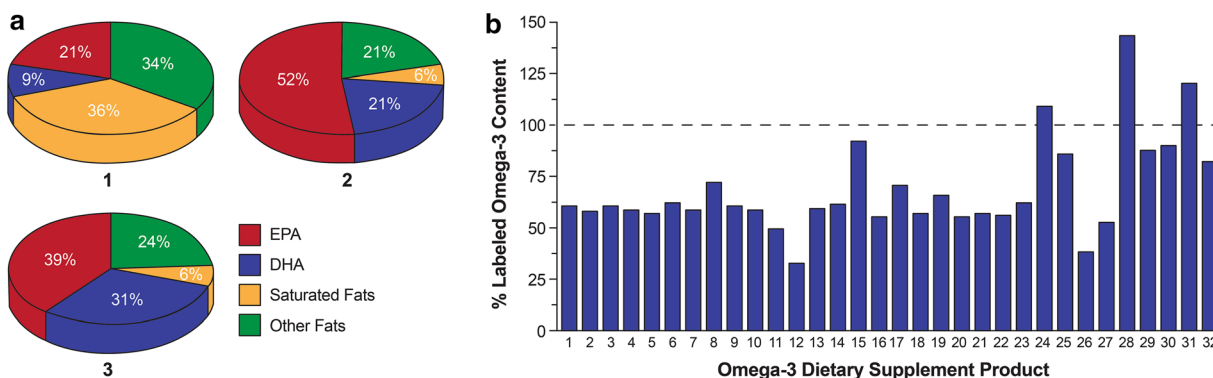 a
21%
34%
9%
36%
1
21%
52%
6%
21%
2
39%
24%
6%
31%
3
EPA
DHA
Saturated Fats
Other Fats
b
% Labeled Omega-3 Content
150
125
100
75
50
25
0
1 2 3 4 5 6 7 8 9 10 11 12 13 14 15 16 17 18 19 20 21 22 23 24 25 26 27 28 29 30 31 32
Omega-3 Dietary Supplement Product